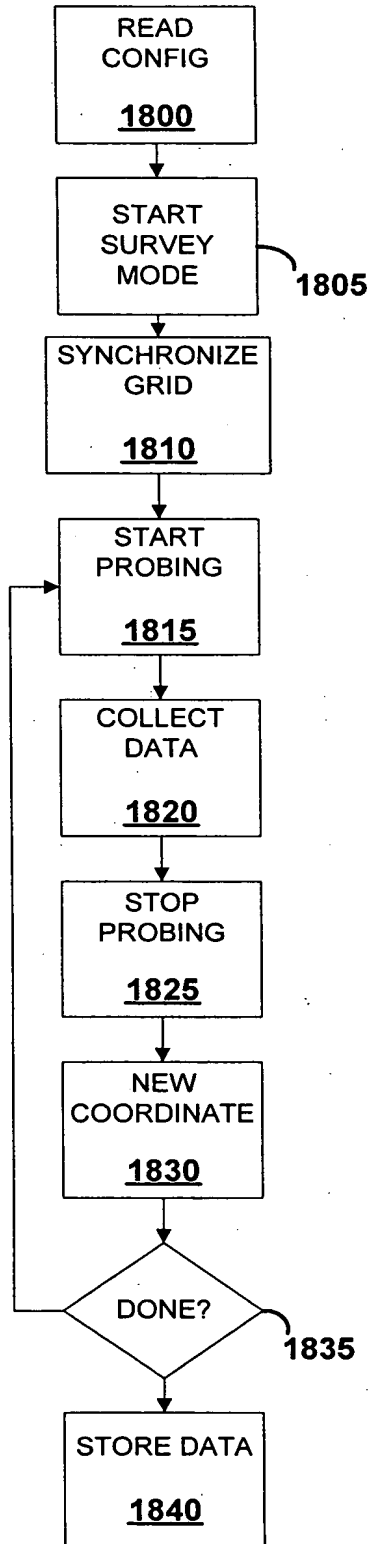 READ
CONFIG
1800
START
SURVEY
MODE
1805
SYNCHRONIZE
GRID
1810
START
PROBING
1815
COLLECT
DATA
1820
STOP
PROBING
1825
NEW
COORDINATE
1830
DONE?
1835
STORE DATA
1840